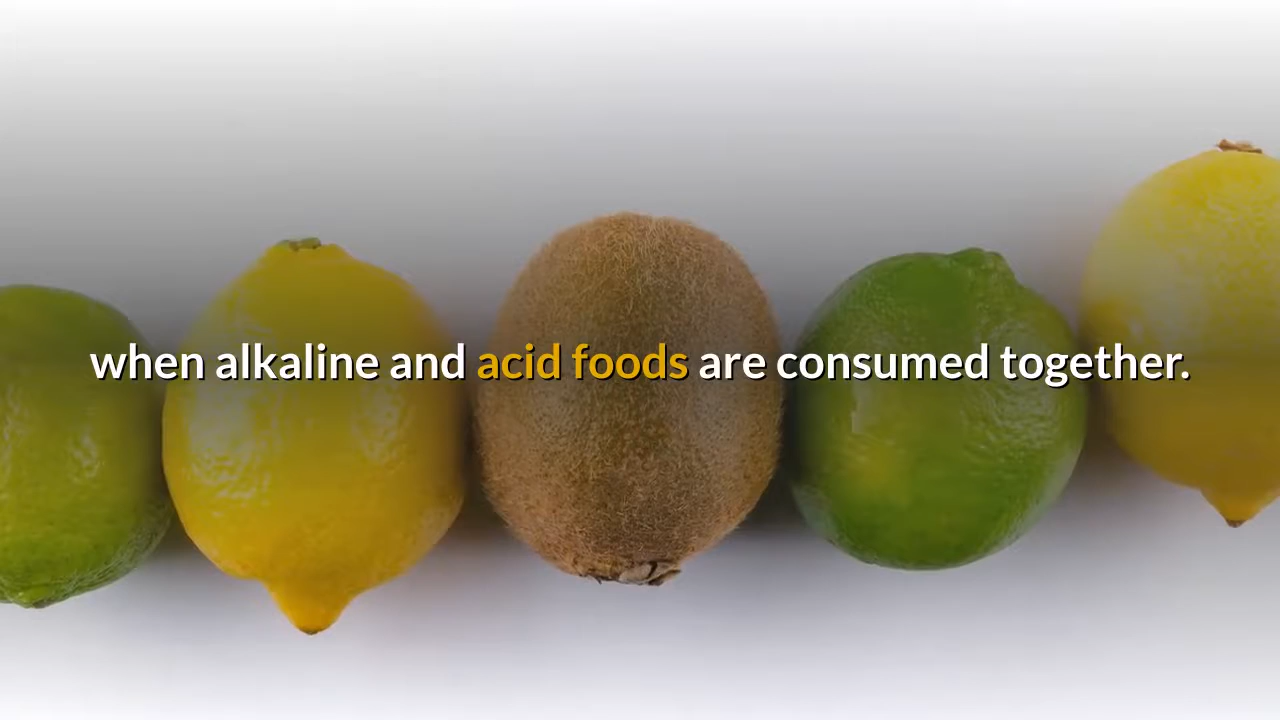 when alkaline and acid foods are consumed together.